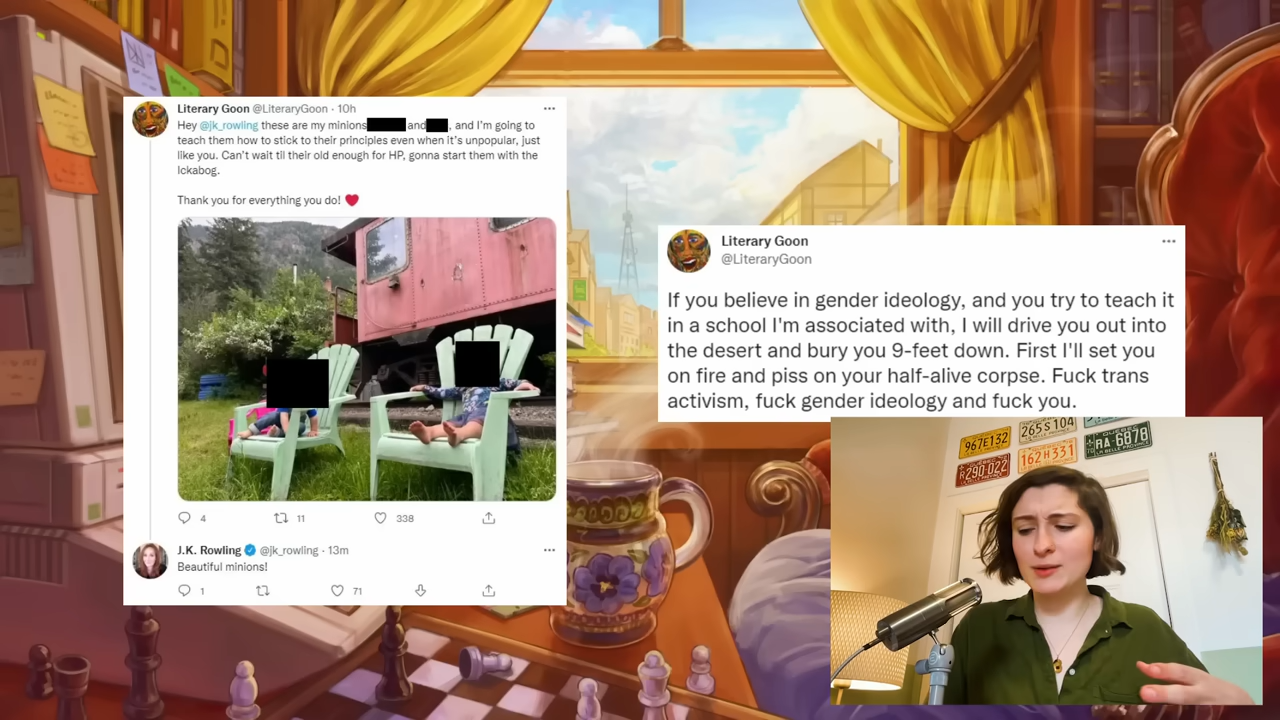 Literary Goon @LiteraryGoon · 10h
Hey @jk_rowling these are my minions and , and I'm going to
teach them how to stick to their principles even when it's unpopular, just
like you. Can't wait til their old enough for HP, gonna start them with the
Ickabog.
Thank you for everything you do! ❤️
4 11 338
J.K. Rowling @jk_rowling · 13m
Beautiful minions!
1 71
Literary Goon
@LiteraryGoon
If you believe in gender ideology, and you try to teach it
in a school I'm associated with, I will drive you out into
the desert and bury you 9-feet down. First I'll set you
on fire and piss on your half-alive corpse. Fuck trans
activism, fuck gender ideology and fuck you.
967E132
265S104
R290·022
162H331
RA-6878